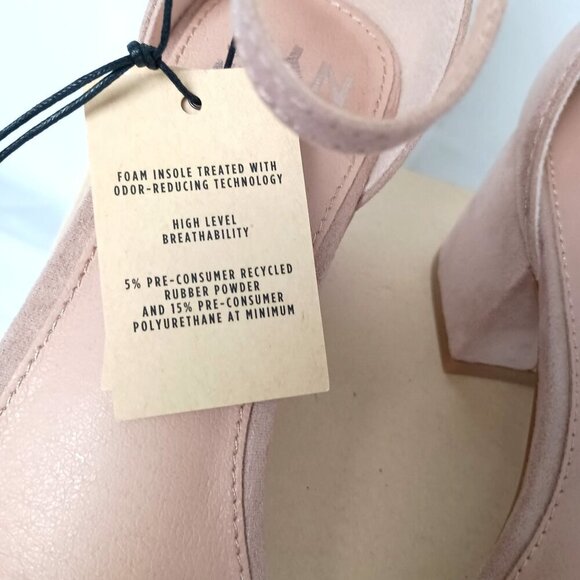 FOAM INSOLE TREATED WITH
ODOR-REDUCING TECHNOLOGY
HIGH LEVEL
BREATHABILITY
5% PRE-CONSUMER RECYCLED
RUBBER POWDER
AND 15% PRE-CONSUMER
POLYURETHANE AT MINIMUM